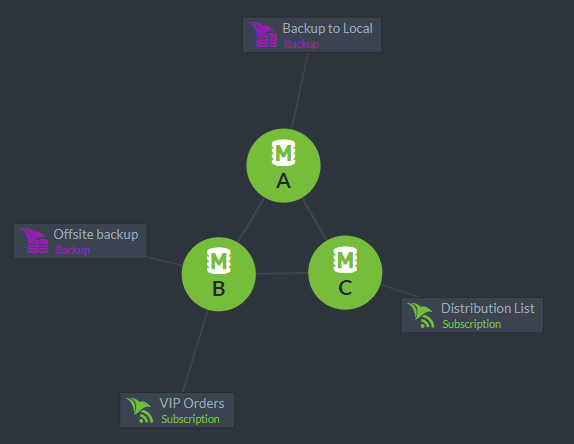 Backup to Local
Backup
M
A
Offsite backup
Backup
M
B
M
C
Distribution List
Subscription
VIP Orders
Subscription